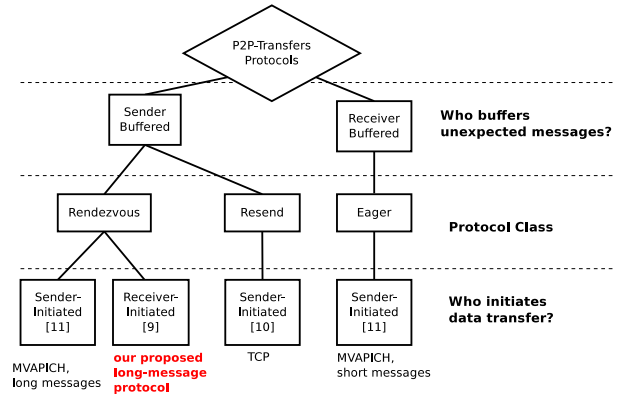 P2P-Transfers
Protocols
Sender
Buffered
Receiver
Buffered
Who buffers
unexpected messages?
Rendezvous
Resend
Eager
Protocol Class
Sender-
Initiated
[11]
Receiver-
Initiated
[9]
Sender-
Initiated
[10]
Sender-
Initiated
[11]
Who initiates
data transfer?
MVAPICH,
long messages
our proposed
long-message
protocol
TCP
MVAPICH,
short messages